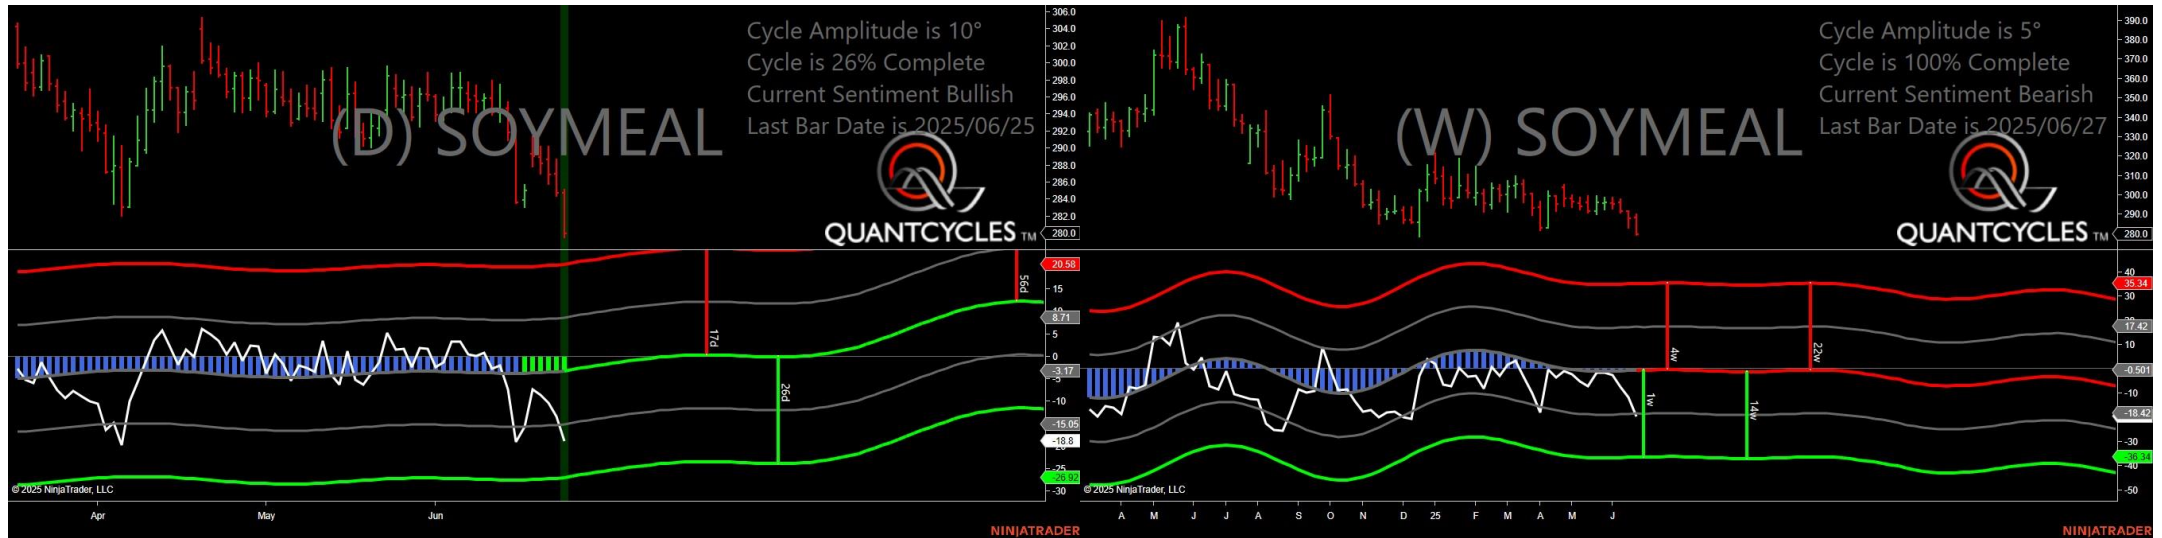 Cycle Amplitude is 10°
Cycle is 26% Complete
Current Sentiment Bullish
Last Bar Date is 2025/06/25
(D) SOYMEAL
QUANTCYCLES TM
306.0
304.0
302.0
300.0
298.0
296.0
294.0
292.0
290.0
288.0
286.0
284.0
282.0
280.0
20.58
15
8.71
5
0
-3.17
-5
-10
-15.05
-18.8
-25
-26.92
-30
17d
26d
56d
© 2025 NinjaTrader, LLC
Apr May Jun
NINJATRADER
Cycle Amplitude is 5°
Cycle is 100% Complete
Current Sentiment Bearish
Last Bar Date is 2025/06/27
(W) SOYMEAL
QUANTCYCLES TM
390.0
380.0
370.0
360.0
350.0
340.0
330.0
320.0
310.0
300.0
290.0
280.0
40
35.34
30
17.42
10
-0.501
-10
-18.42
-30
-36.34
-40
-50
1w
4w
14w
22w
© 2025 NinjaTrader, LLC
A M J J A S O N D 25 F M A M J
NINJATRADER